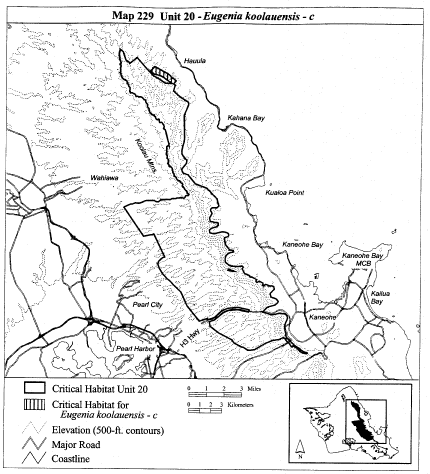 Map 229 Unit 20 - Eugenia koolauensis - c
Hauula
Kahana Bay
Koolau Mtns.
Wahiawa
Kualoa Point
Kaneohe Bay
Kaneohe Bay
MCB
Kailua
Bay
Pearl City
Kaneohe
H3 Hwy
Pearl Harbor
Critical Habitat Unit 20
Critical Habitat for
Eugenia koolauensis - c
Elevation (500-ft. contours)
Major Road
Coastline
0 1 2 3 Miles
0 1 2 3 Kilometers
N